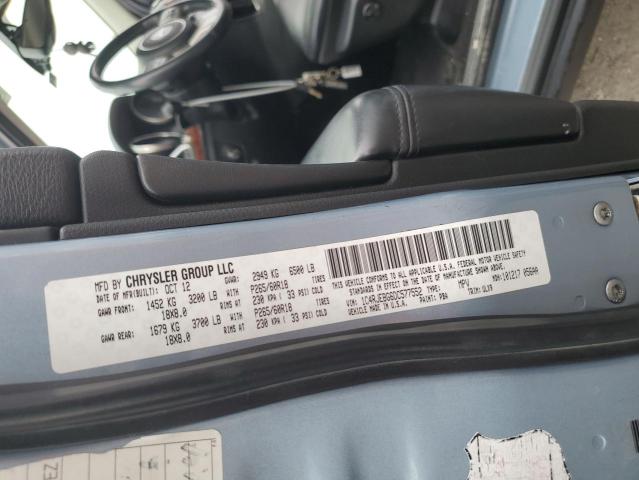 MFD BY CHRYSLER GROUP LLC
DATE OF MFR(BUILT): OCT 12
2949 KG 6500 LB
GAWR FRONT: 1452 KG 3200 LB WITH P265/60R18 TIRES
18X8.0 RIMS AT 230 KPA ( 33 PSI) COLD
GAWR REAR: 1679 KG 3700 LB WITH P265/60R18 TIRES
18X8.0 RIMS AT 230 KPA ( 33 PSI) COLD
THIS VEHICLE CONFORMS TO ALL APPLICABLE U.S.A. FEDERAL MOTOR VEHICLE SAFETY
STANDARDS IN EFFECT ON THE DATE OF MANUFACTURE SHOWN ABOVE.
TYPE: MPV
MADE IN U.S.A. PAINT: PBA TRIM: MDH: 101217